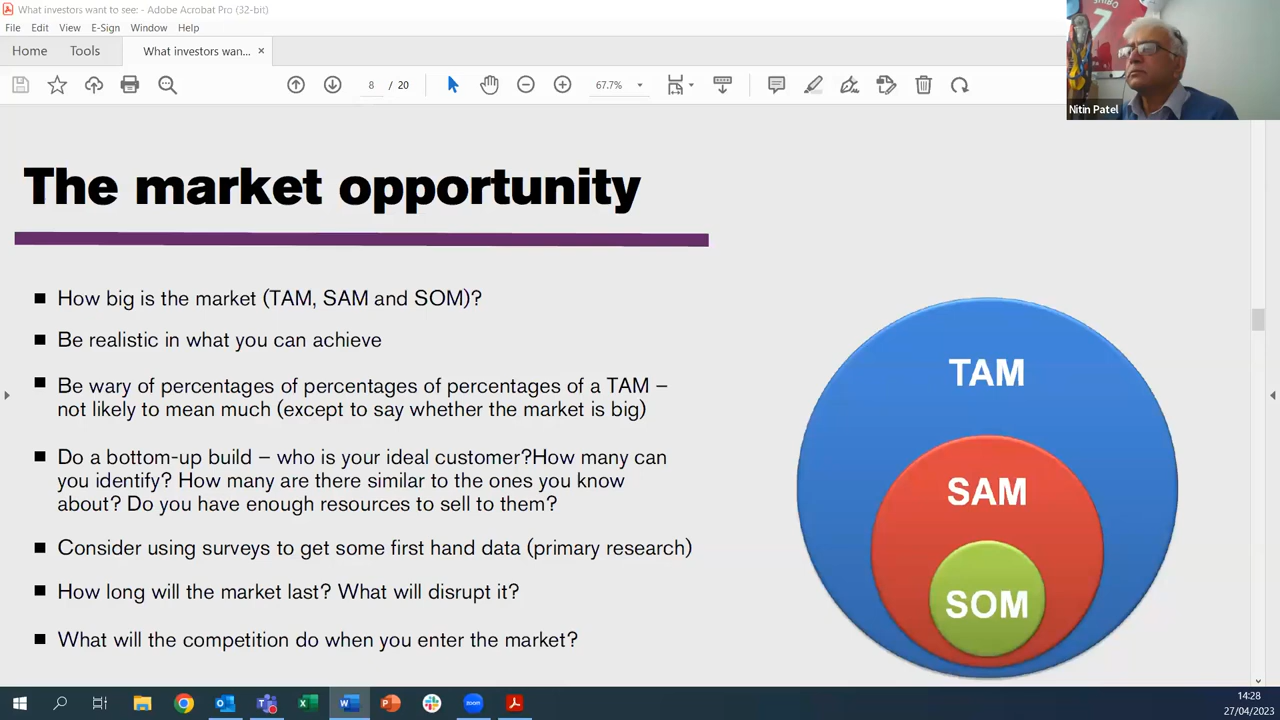 What investors want to see: - Adobe Acrobat Pro (32-bit)
File Edit View E-Sign Window Help
Home Tools What investors wan... ×
8 / 20 67.7%
SHIBO
7
Nitin Patel
The market opportunity
■ How big is the market (TAM, SAM and SOM)?
■ Be realistic in what you can achieve
■ Be wary of percentages of percentages of percentages of a TAM –
not likely to mean much (except to say whether the market is big)
■ Do a bottom-up build – who is your ideal customer?How many can
you identify? How many are there similar to the ones you know
about? Do you have enough resources to sell to them?
■ Consider using surveys to get some first hand data (primary research)
■ How long will the market last? What will disrupt it?
■ What will the competition do when you enter the market?
TAM
SAM
SOM
14:28
27/04/2023